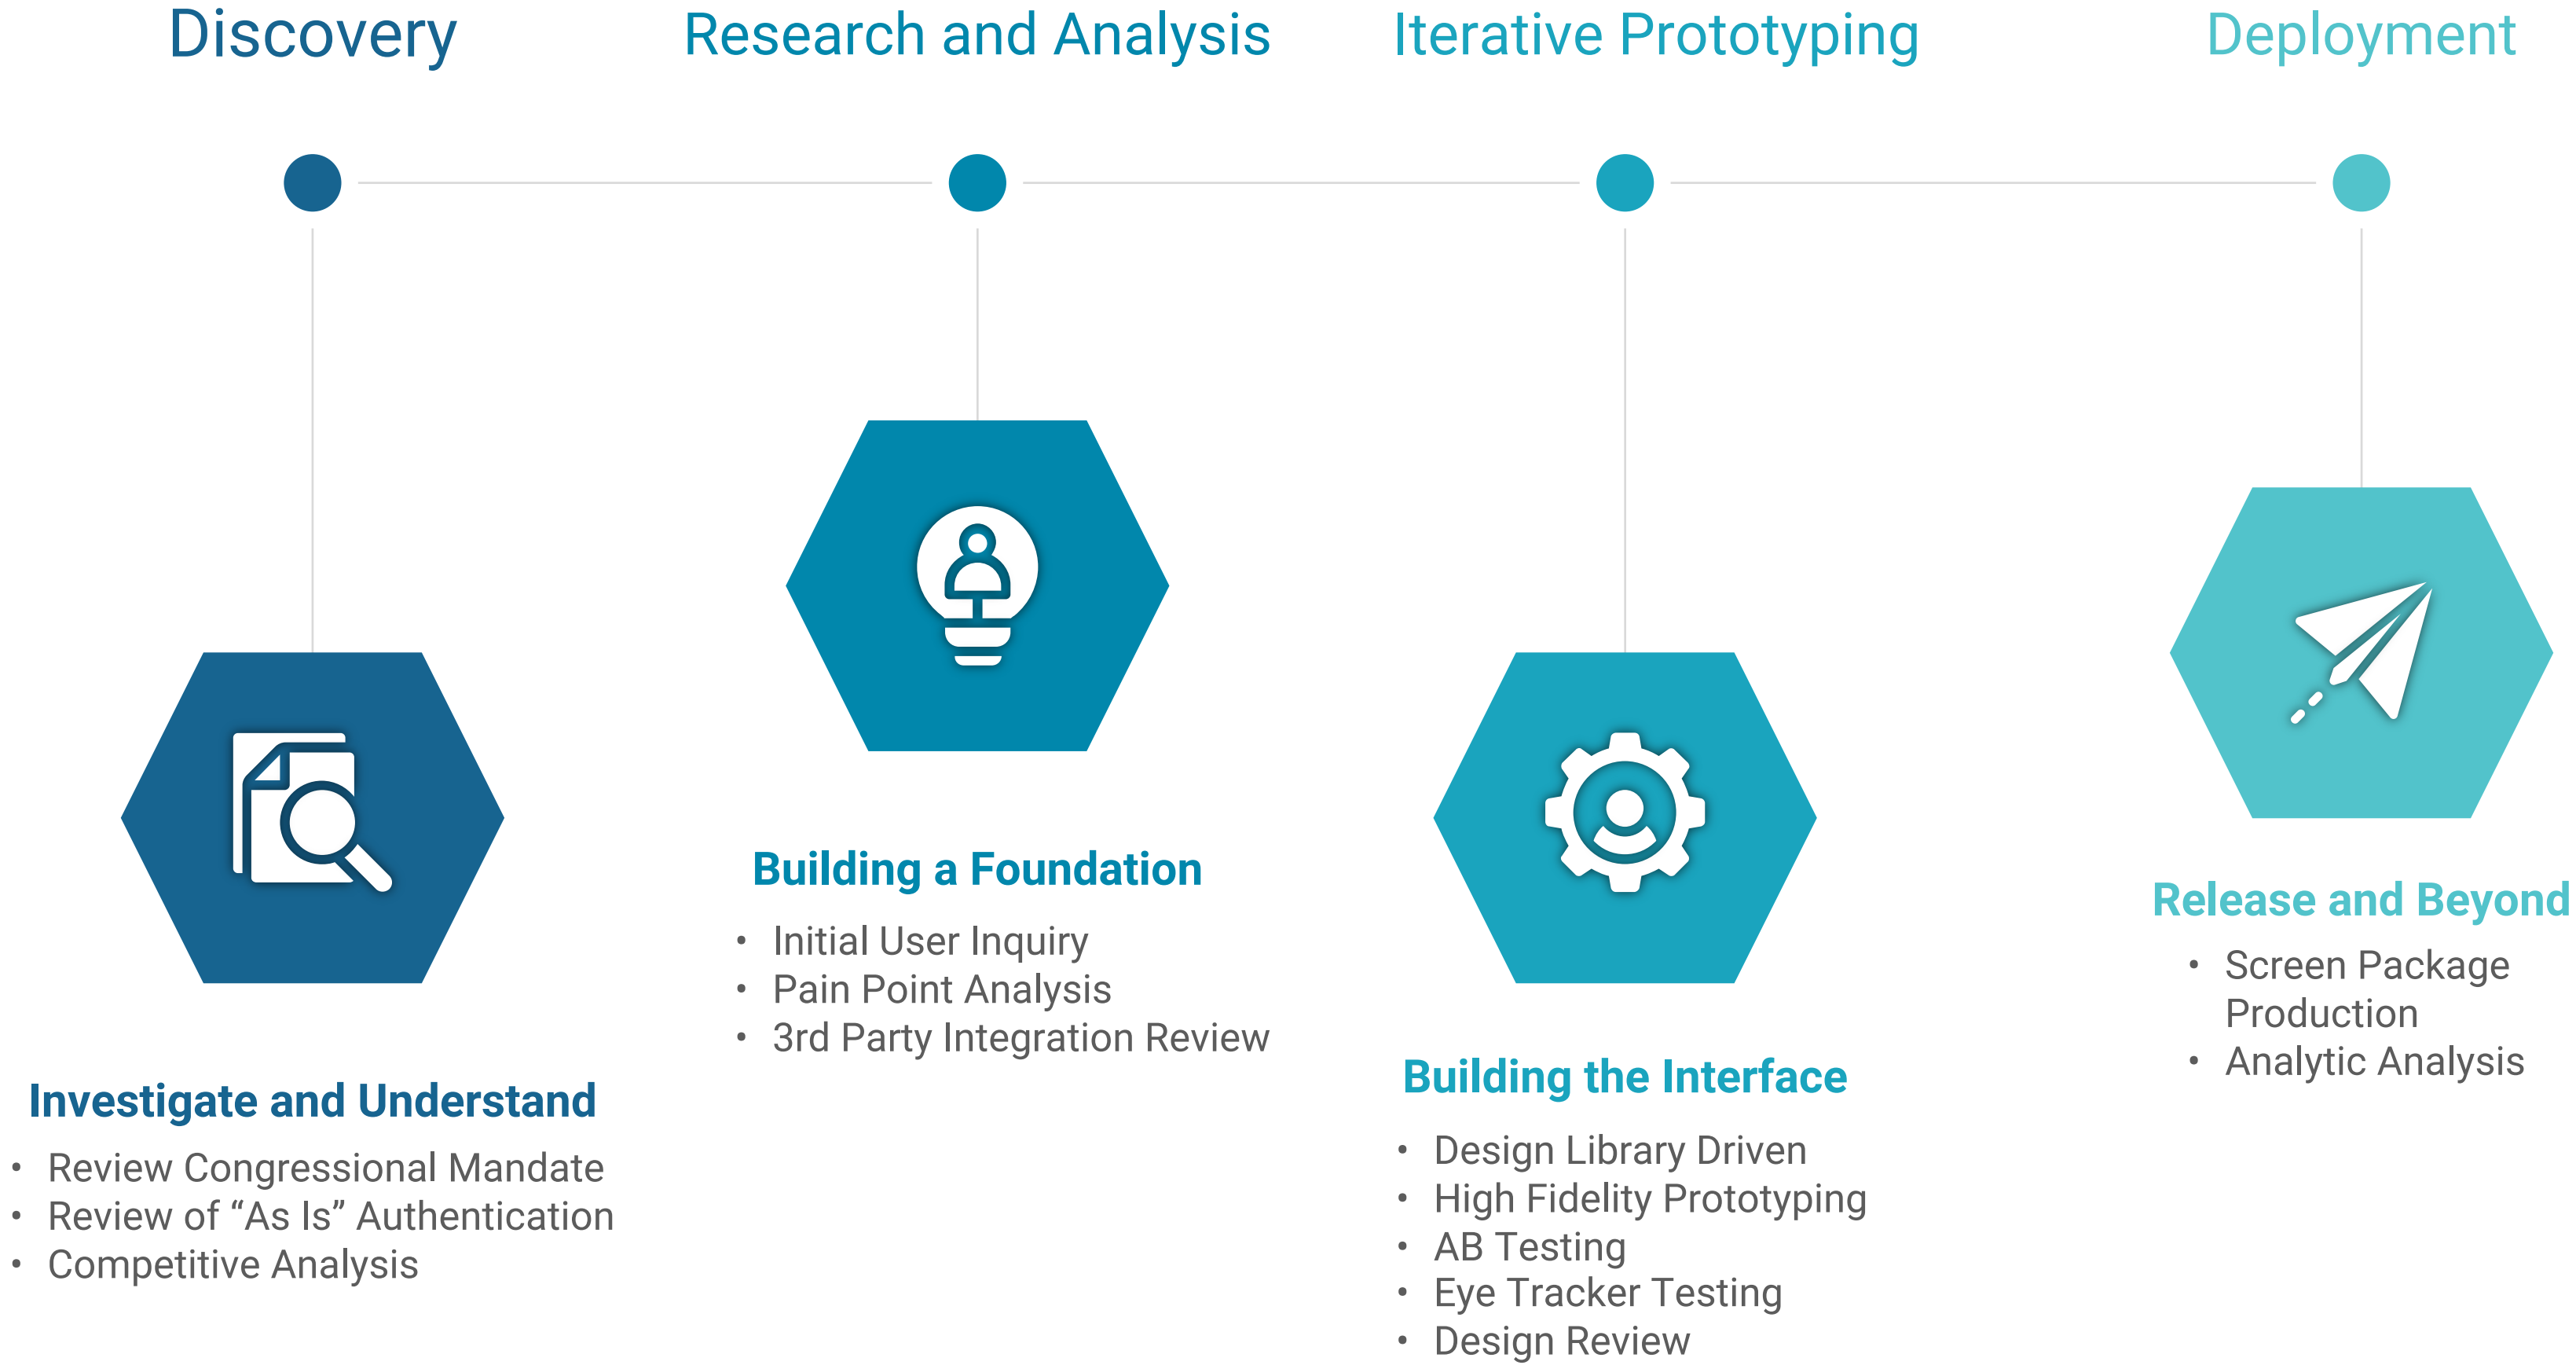 Discovery
Research and Analysis
Iterative Prototyping
Deployment
Investigate and Understand
• Review Congressional Mandate
• Review of “As Is” Authentication
• Competitive Analysis
Building a Foundation
• Initial User Inquiry
• Pain Point Analysis
• 3rd Party Integration Review
Building the Interface
• Design Library Driven
• High Fidelity Prototyping
• AB Testing
• Eye Tracker Testing
• Design Review
Release and Beyond
• Screen Package
Production
• Analytic Analysis